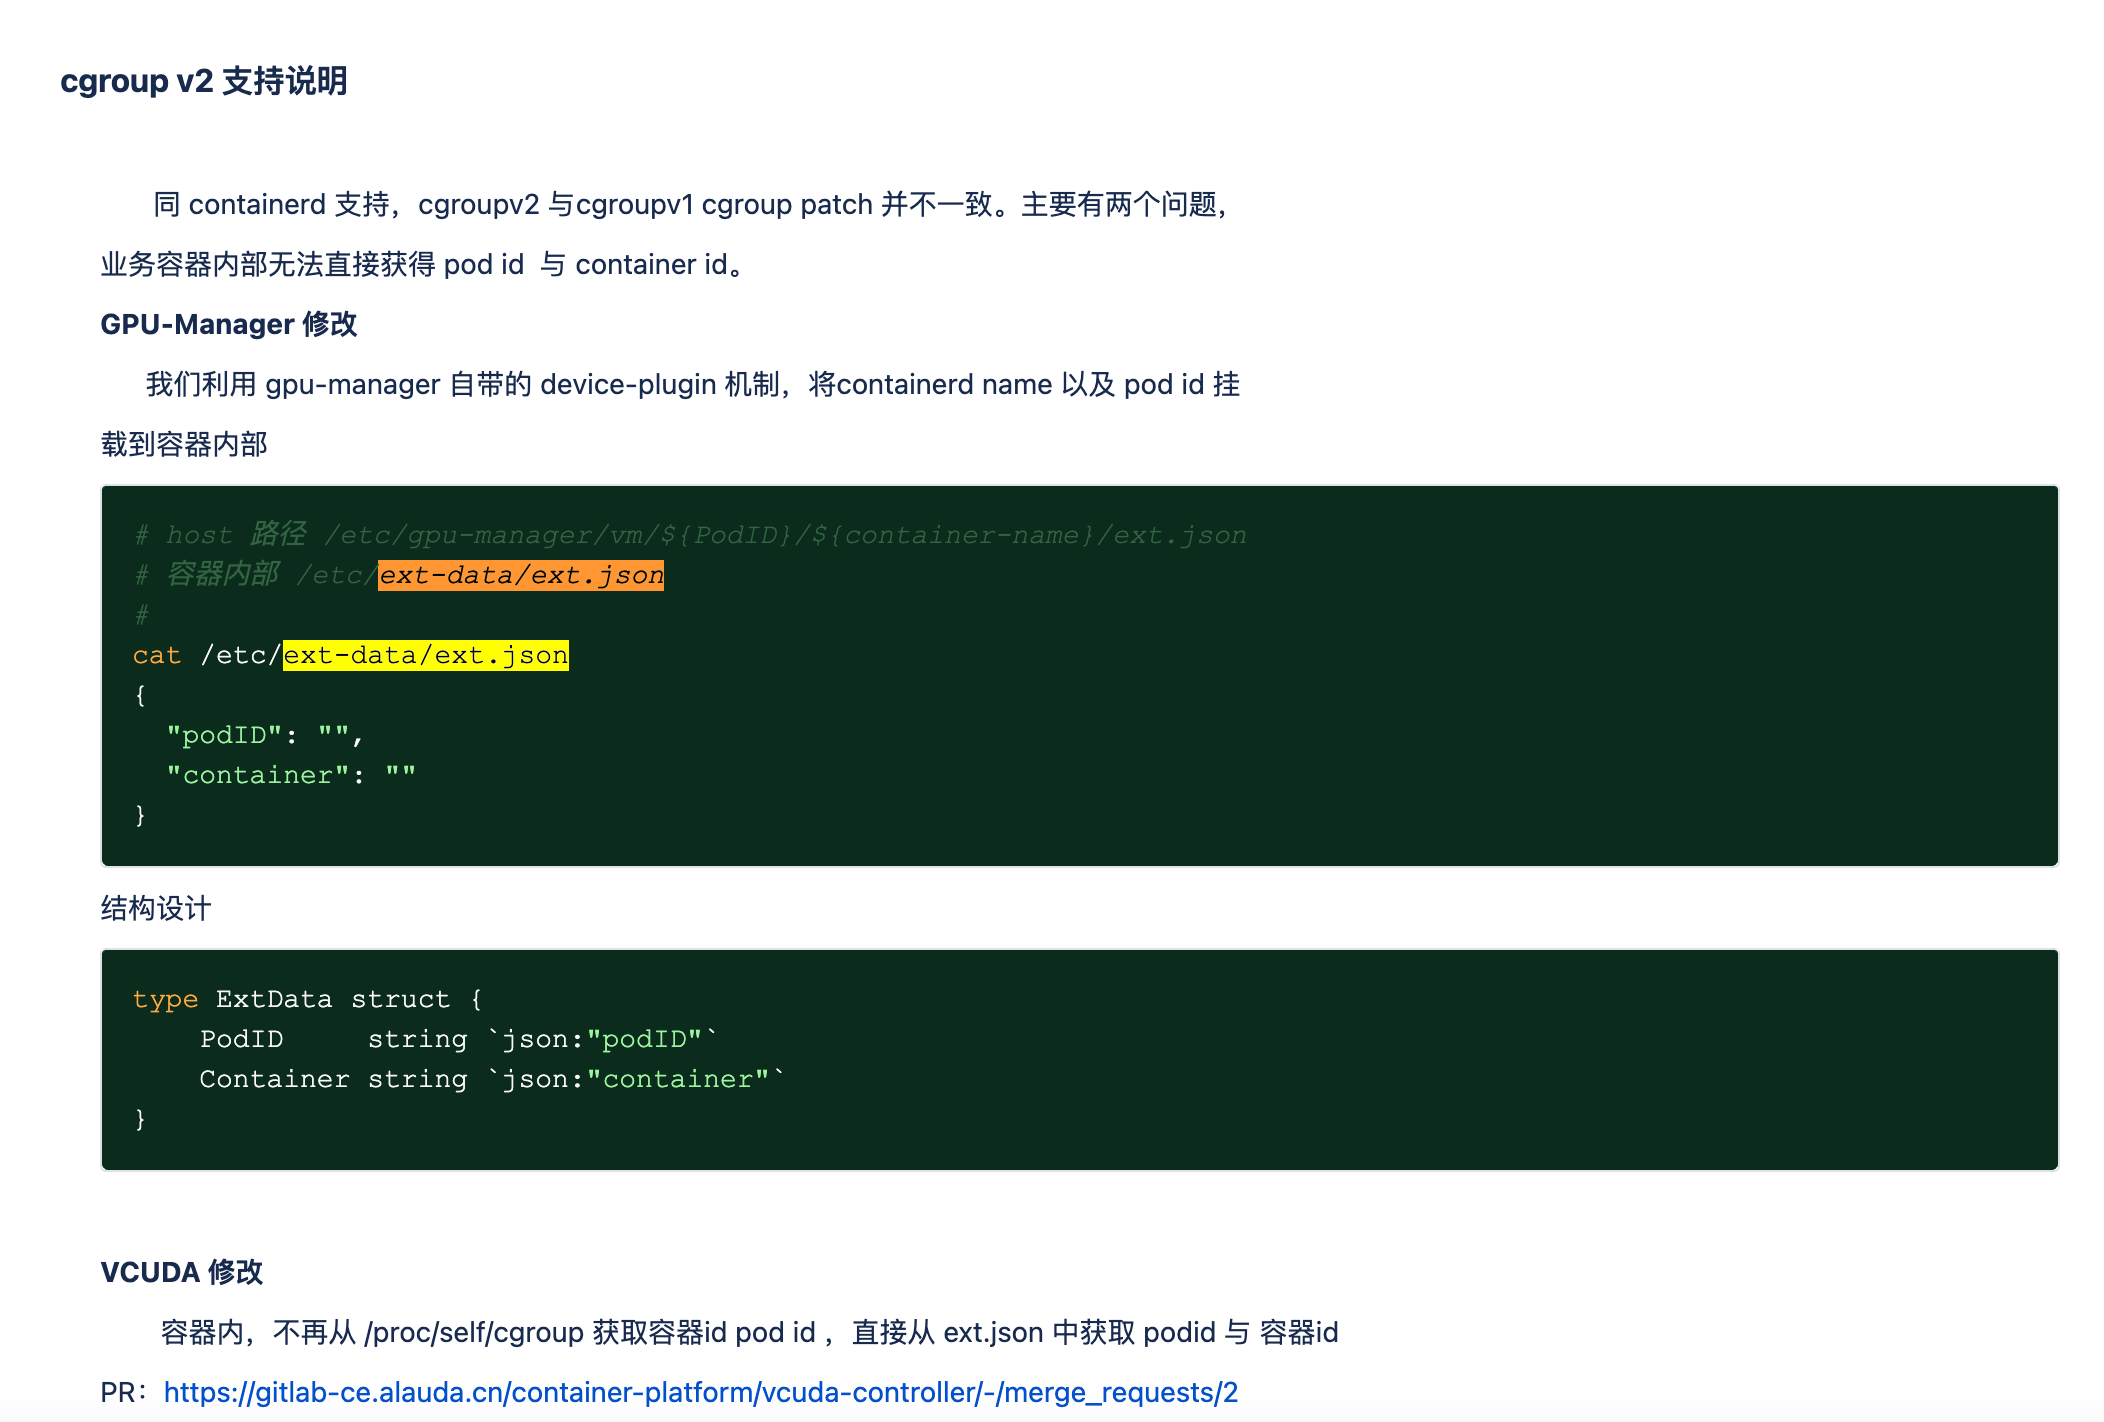 cgroup v2 支持说明
同 containerd 支持，cgroupv2 与cgroupv1 cgroup patch 并不一致。主要有两个问题，
业务容器内部无法直接获得 pod id  与 container id。
GPU-Manager 修改
我们利用 gpu-manager 自带的 device-plugin 机制，将containerd name 以及 pod id 挂
载到容器内部
# host 路径 /etc/gpu-manager/vm/${PodID}/${container-name}/ext.json
# 容器内部 /etc/ext-data/ext.json
#
cat /etc/ext-data/ext.json
{
  "podID": "",
  "container": ""
}
结构设计
type ExtData struct {
    PodID     string `json:"podID"`
    Container string `json:"container"`
}
VCUDA 修改
容器内，不再从 /proc/self/cgroup 获取容器id pod id ，直接从 ext.json 中获取 podid 与 容器id
PR：https://gitlab-ce.alauda.cn/container-platform/vcuda-controller/-/merge_requests/2